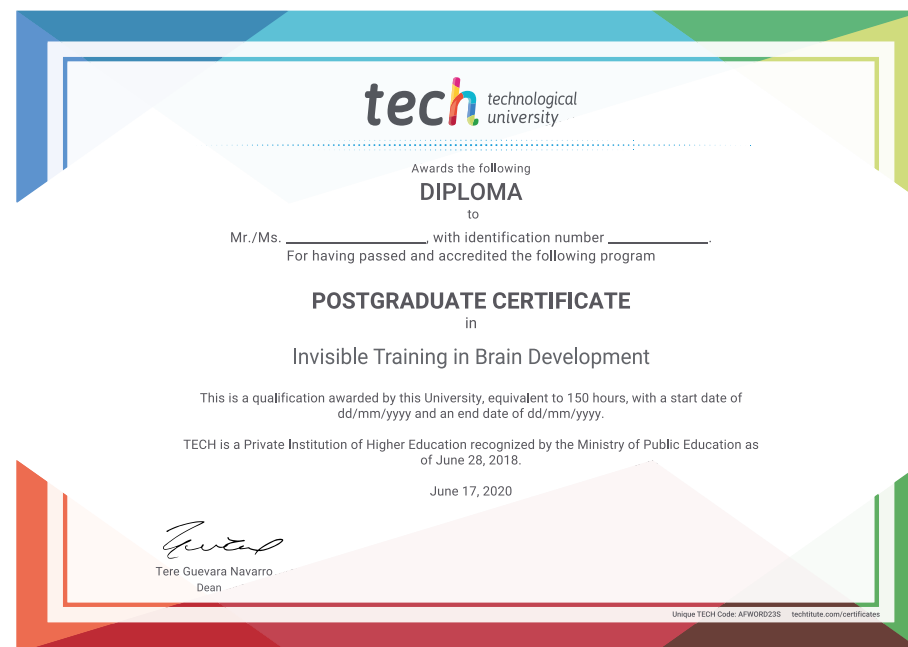 tech technological
university
Awards the following
DIPLOMA
to
Mr./Ms. ____________________, with identification number ______________.
For having passed and accredited the following program
POSTGRADUATE CERTIFICATE
in
Invisible Training in Brain Development
This is a qualification awarded by this University, equivalent to 150 hours, with a start date of
dd/mm/yyyy and an end date of dd/mm/yyyy.
TECH is a Private Institution of Higher Education recognized by the Ministry of Public Education as
of June 28, 2018.
June 17, 2020
Tere Guevara Navarro
Dean
Unique TECH Code: AFWORD23S techtitute.com/certificates